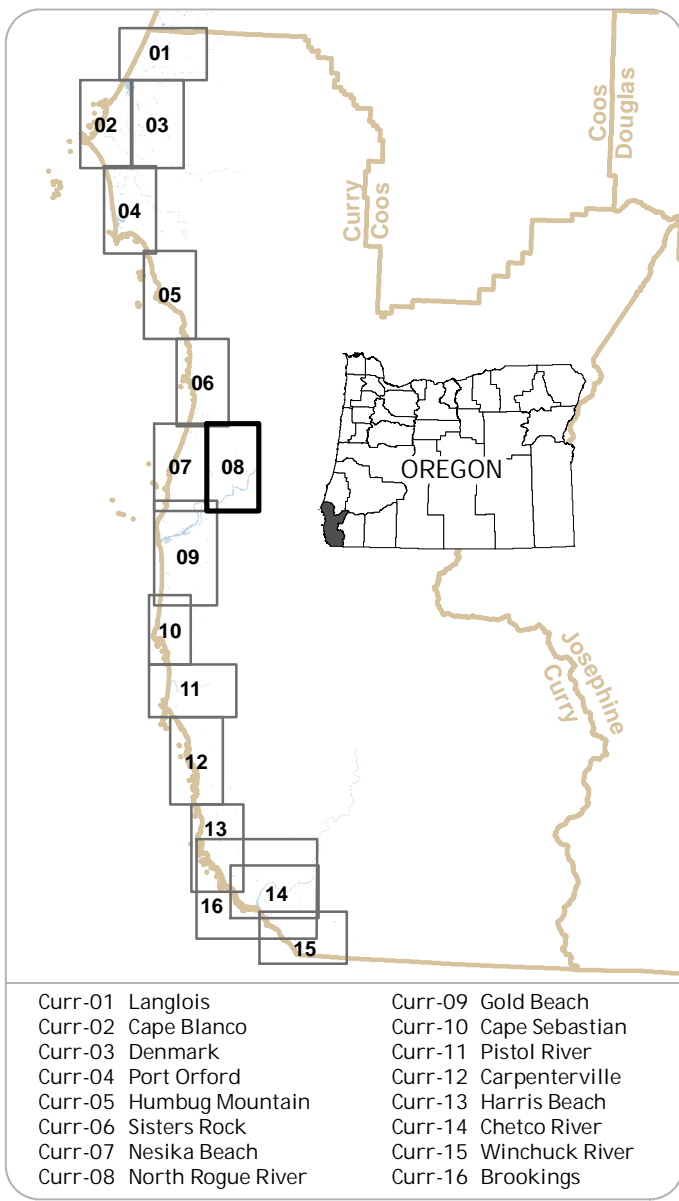 01
02
03
04
05
06
07
08
09
10
11
12
13
14
16
15
Curry
Coos
Coos
Douglas
OREGON
Josephine
Curry
Curr-01 Langlois
Curr-02 Cape Blanco
Curr-03 Denmark
Curr-04 Port Orford
Curr-05 Humbug Mountain
Curr-06 Sisters Rock
Curr-07 Nesika Beach
Curr-08 North Rogue River
Curr-09 Gold Beach
Curr-10 Cape Sebastian
Curr-11 Pistol River
Curr-12 Carpenterville
Curr-13 Harris Beach
Curr-14 Chetco River
Curr-15 Winchuck River
Curr-16 Brookings